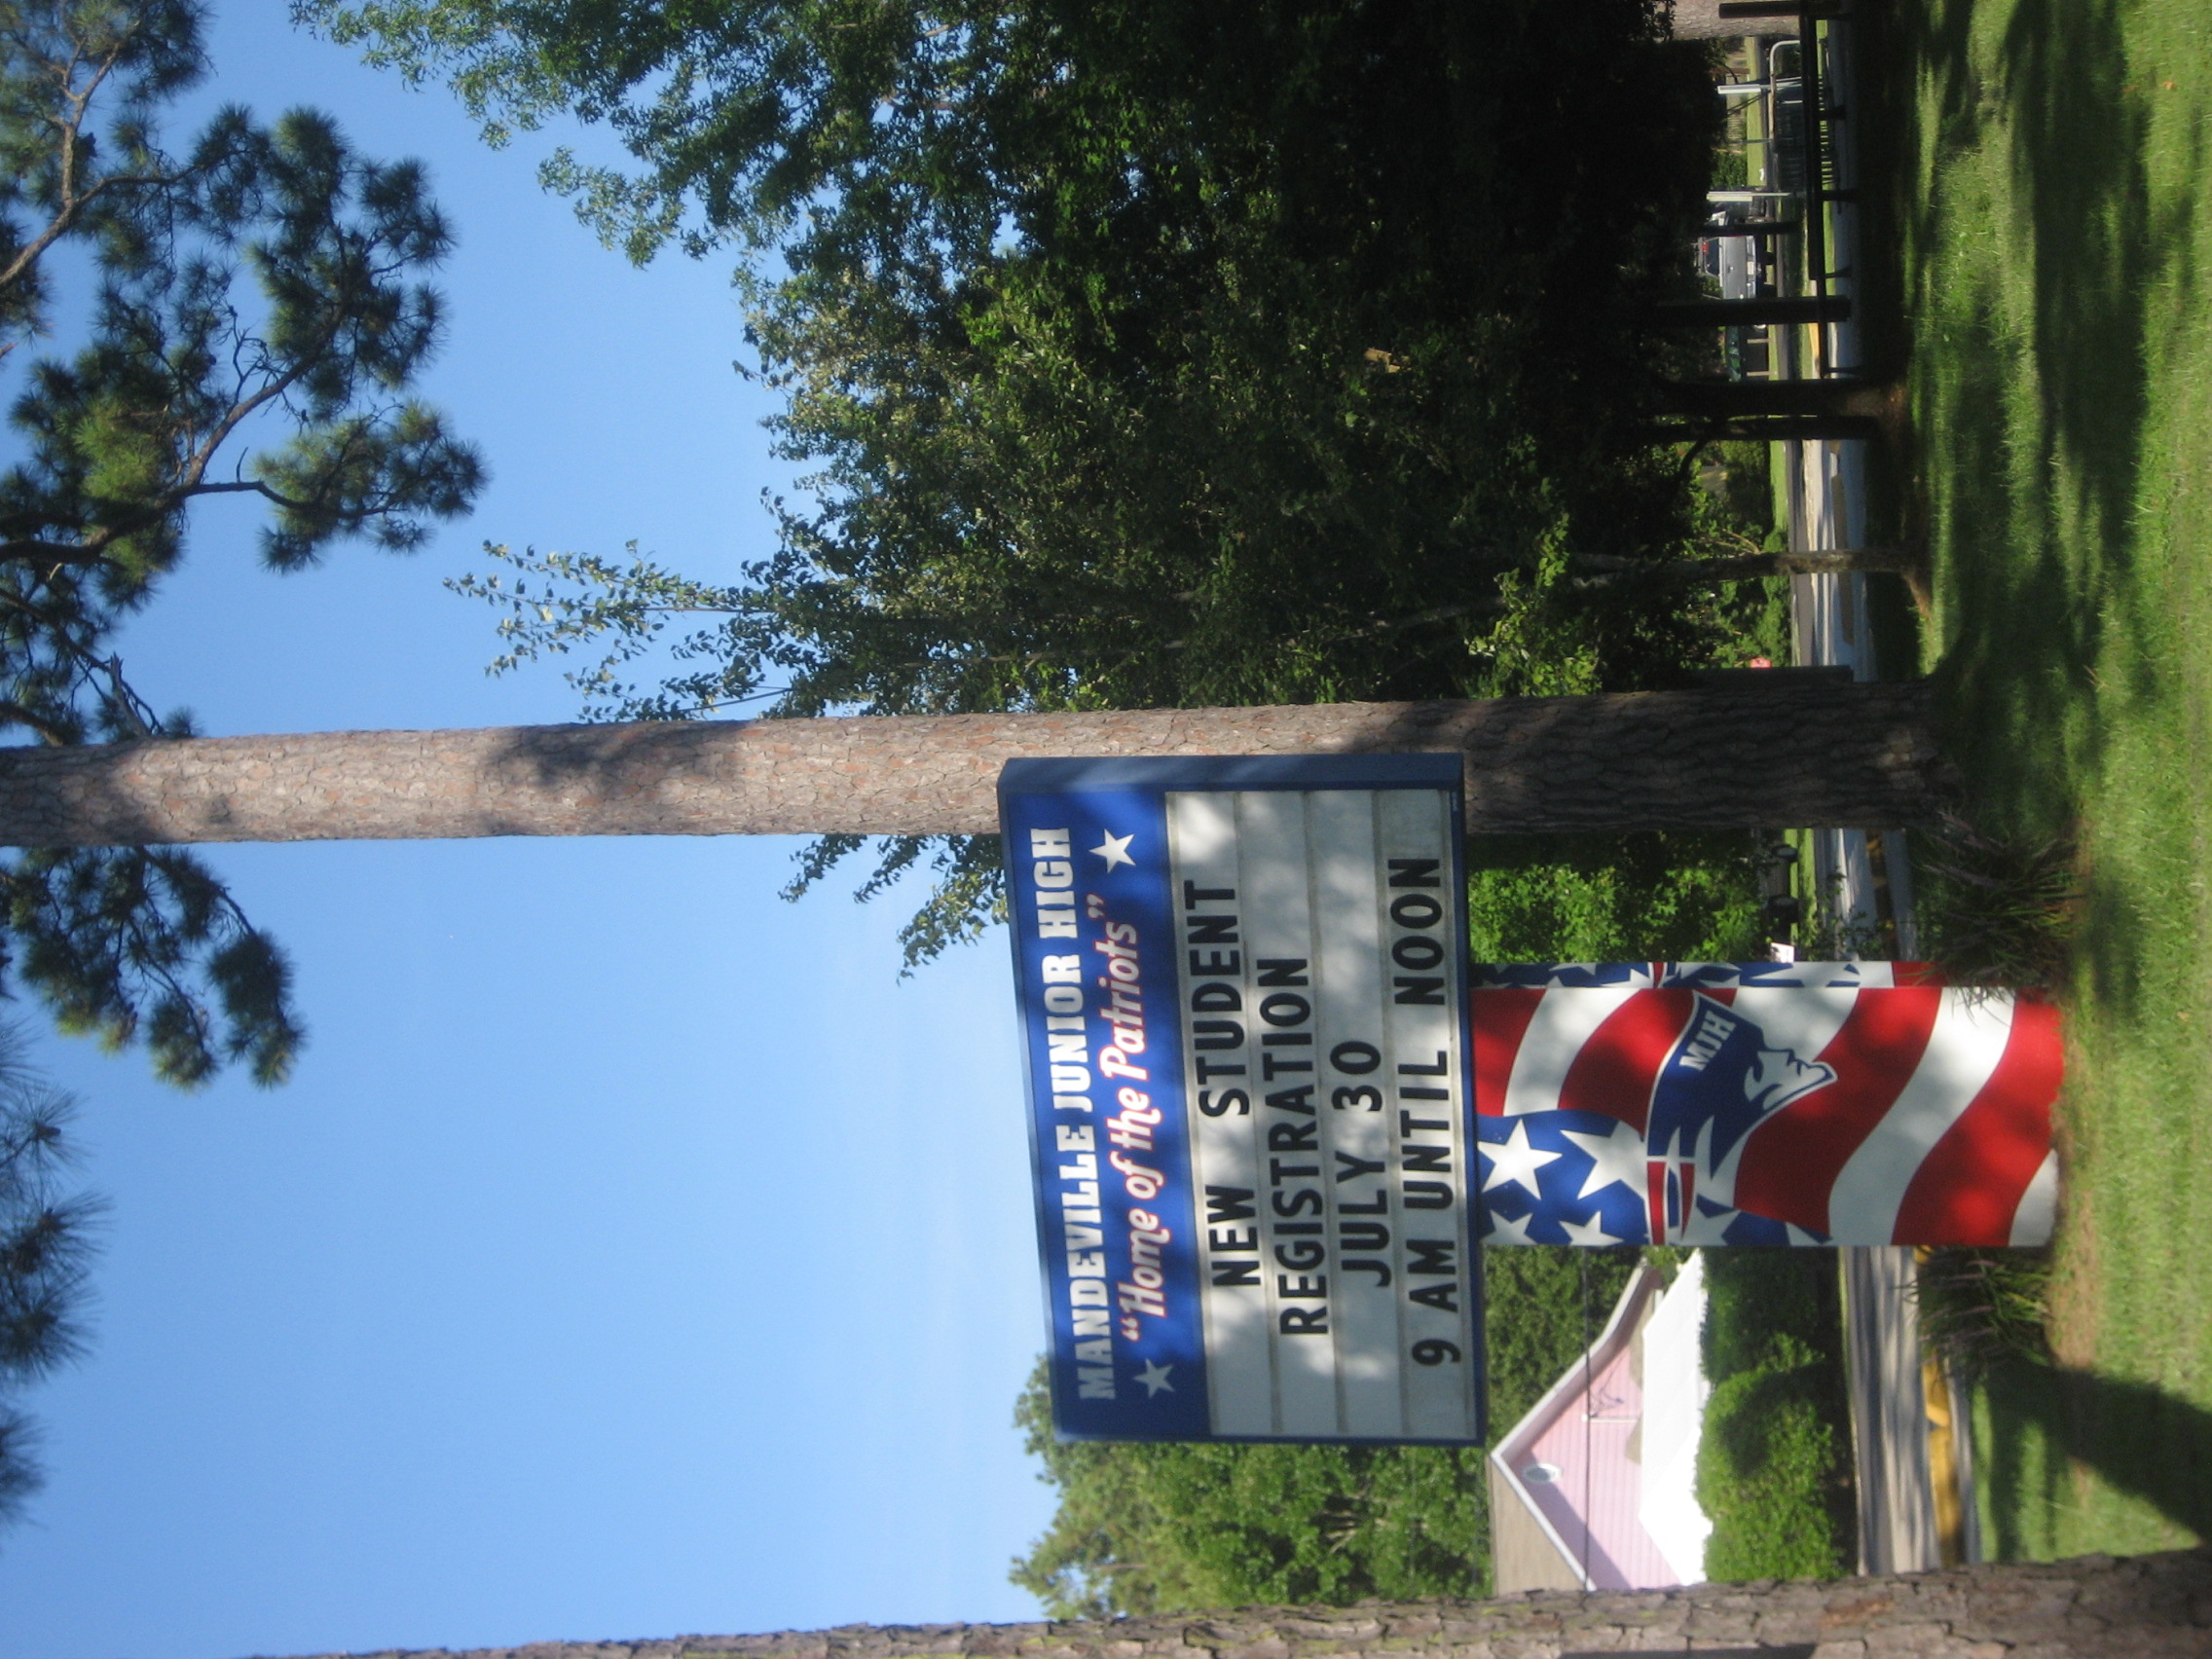 MANDEVILLE JUNIOR HIGH
"Home of the Patriots"
NEW STUDENT
REGISTRATION
JULY 30
9 AM UNTIL NOON
MJH